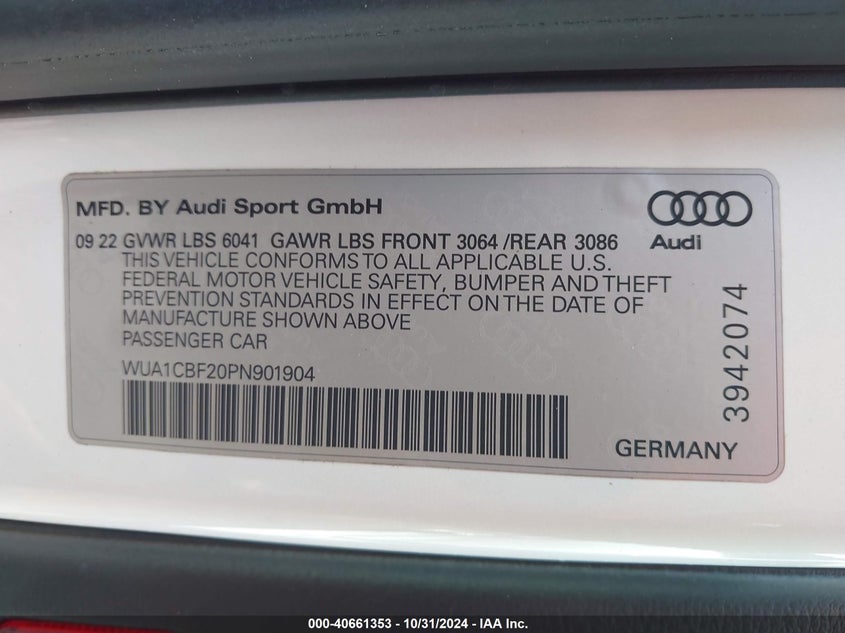 MFD. BY Audi Sport GmbH
Audi
09 22 GVWR LBS 6041 GAWR LBS FRONT 3064 /REAR 3086
THIS VEHICLE CONFORMS TO ALL APPLICABLE U.S.
FEDERAL MOTOR VEHICLE SAFETY, BUMPER AND THEFT
PREVENTION STANDARDS IN EFFECT ON THE DATE OF
MANUFACTURE SHOWN ABOVE
PASSENGER CAR
WUA1CBF20PN901904
3942074
GERMANY
000-40661353 - 10/31/2024 - IAA Inc.